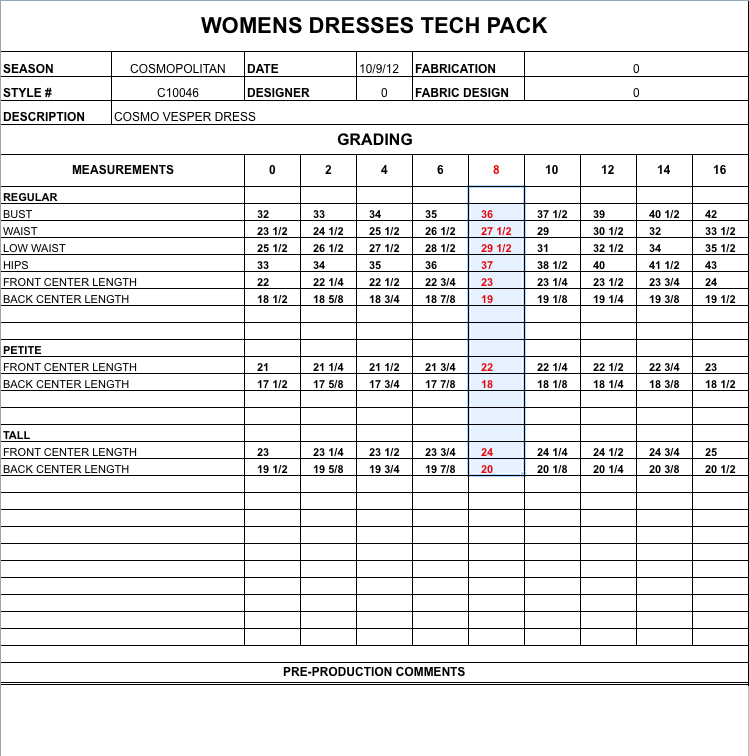 WOMENS DRESSES TECH PACK
SEASON COSMOPOLITAN DATE 10/9/12 FABRICATION 0
STYLE # C10046 DESIGNER 0 FABRIC DESIGN 0
DESCRIPTION COSMO VESPER DRESS
GRADING
MEASUREMENTS 0 2 4 6 8 10 12 14 16
REGULAR
BUST 32 33 34 35 36 37 1/2 39 40 1/2 42
WAIST 23 1/2 24 1/2 25 1/2 26 1/2 27 1/2 29 30 1/2 32 33 1/2
LOW WAIST 25 1/2 26 1/2 27 1/2 28 1/2 29 1/2 31 32 1/2 34 35 1/2
HIPS 33 34 35 36 37 38 1/2 40 41 1/2 43
FRONT CENTER LENGTH 22 22 1/4 22 1/2 22 3/4 23 23 1/4 23 1/2 23 3/4 24
BACK CENTER LENGTH 18 1/2 18 5/8 18 3/4 18 7/8 19 19 1/8 19 1/4 19 3/8 19 1/2
PETITE
FRONT CENTER LENGTH 21 21 1/4 21 1/2 21 3/4 22 22 1/4 22 1/2 22 3/4 23
BACK CENTER LENGTH 17 1/2 17 5/8 17 3/4 17 7/8 18 18 1/8 18 1/4 18 3/8 18 1/2
TALL
FRONT CENTER LENGTH 23 23 1/4 23 1/2 23 3/4 24 24 1/4 24 1/2 24 3/4 25
BACK CENTER LENGTH 19 1/2 19 5/8 19 3/4 19 7/8 20 20 1/8 20 1/4 20 3/8 20 1/2
PRE-PRODUCTION COMMENTS